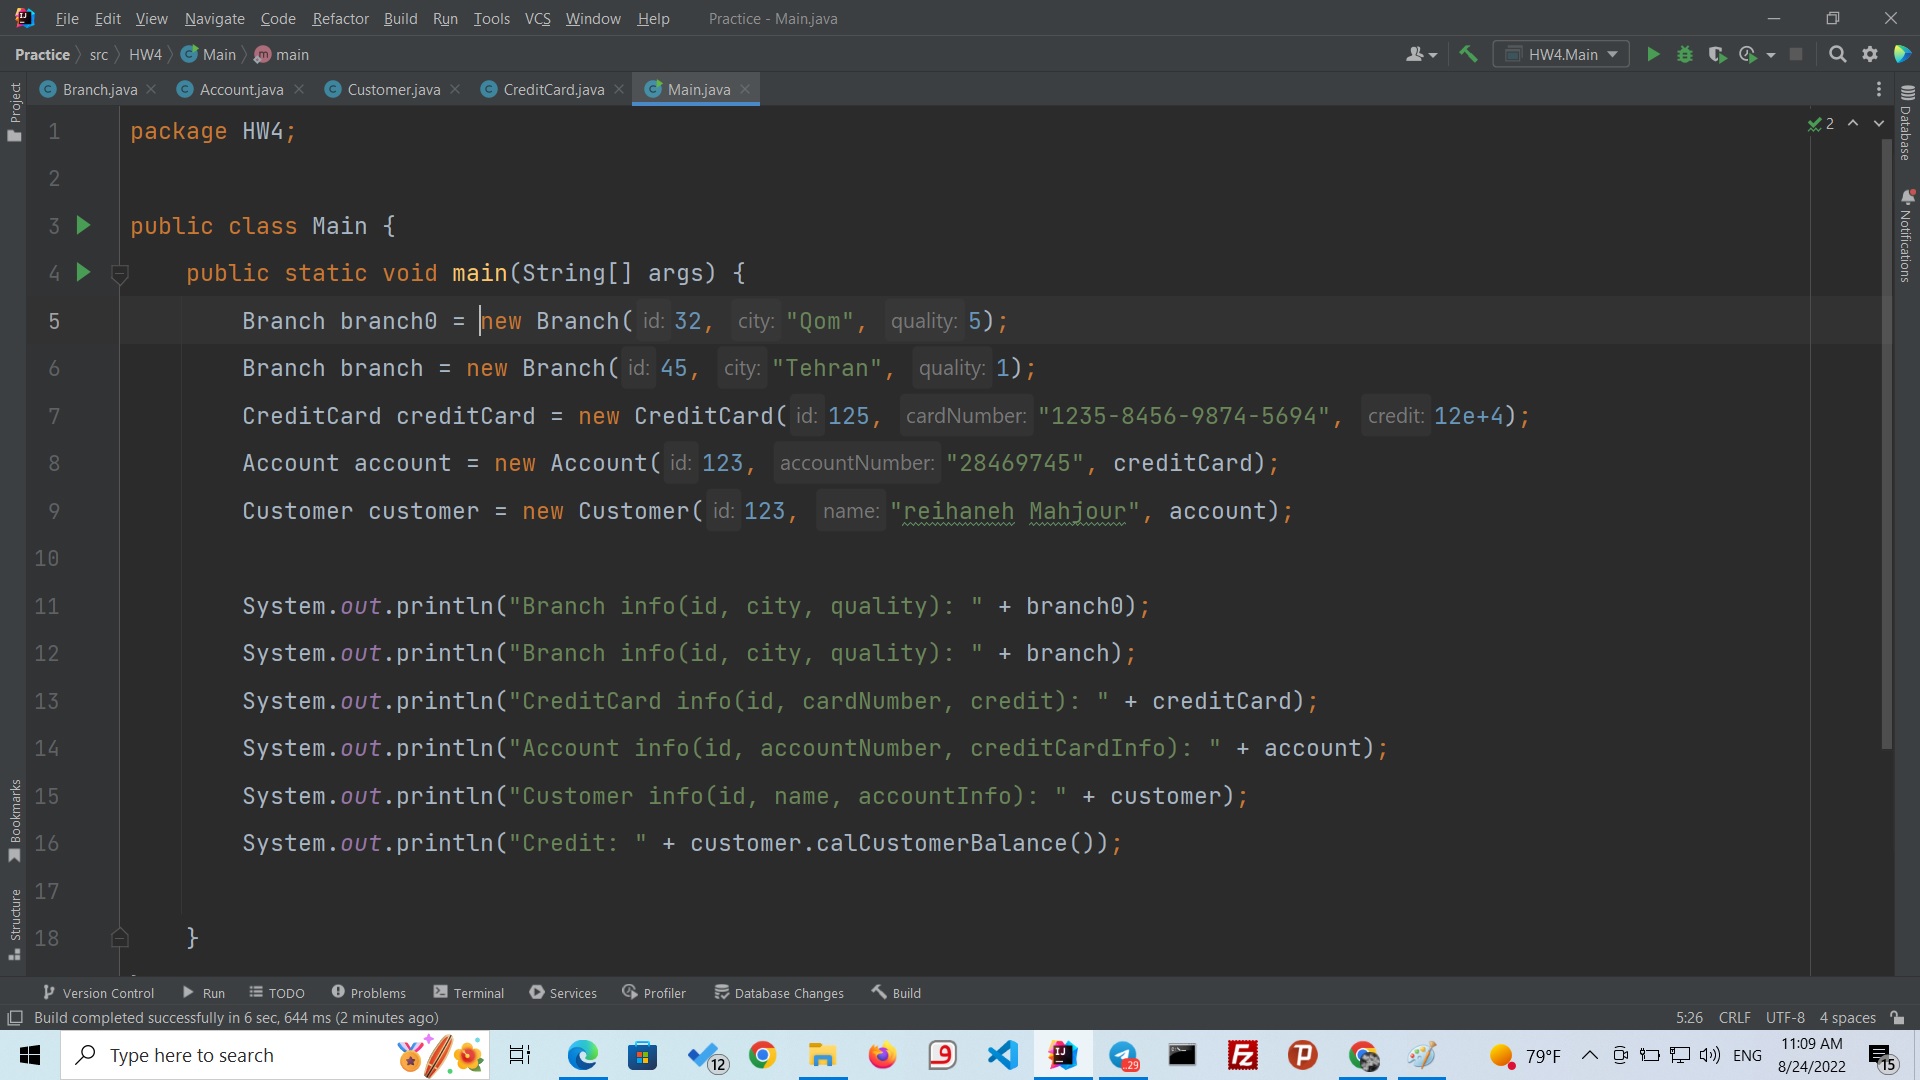 File Edit View Navigate Code Refactor Build Run Tools VCS Window Help Practice - Main.java
Practice src HW4 Main main HW4.Main
Branch.java Account.java Customer.java CreditCard.java Main.java
Project
Database
Notifications
Bookmarks
Structure
2
1 package HW4;
2
3 public class Main {
4 public static void main(String[] args) {
5 Branch branch0 = new Branch( id: 32, city: "Qom", quality: 5);
6 Branch branch = new Branch( id: 45, city: "Tehran", quality: 1);
7 CreditCard creditCard = new CreditCard( id: 125, cardNumber: "1235-8456-9874-5694", credit: 12e+4);
8 Account account = new Account( id: 123, accountNumber: "28469745", creditCard);
9 Customer customer = new Customer( id: 123, name: "reihaneh Mahjour", account);
10
11 System.out.println("Branch info(id, city, quality): " + branch0);
12 System.out.println("Branch info(id, city, quality): " + branch);
13 System.out.println("CreditCard info(id, cardNumber, credit): " + creditCard);
14 System.out.println("Account info(id, accountNumber, creditCardInfo): " + account);
15 System.out.println("Customer info(id, name, accountInfo): " + customer);
16 System.out.println("Credit: " + customer.calCustomerBalance());
17
18 }
Version Control Run TODO Problems Terminal Services Profiler Database Changes Build
Build completed successfully in 6 sec, 644 ms (2 minutes ago) 5:26 CRLF UTF-8 4 spaces
Type here to search 12 29 79°F ENG 11:09 AM 15
8/24/2022